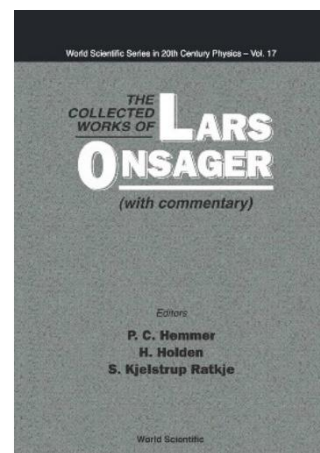 World Scientific Series in 20th Century Physics – Vol. 17
THE
COLLECTED
WORKS OF
LARS
ONSAGER
(with commentary)
Editors
P. C. Hemmer
H. Holden
S. Kjelstrup Ratkje
World Scientific